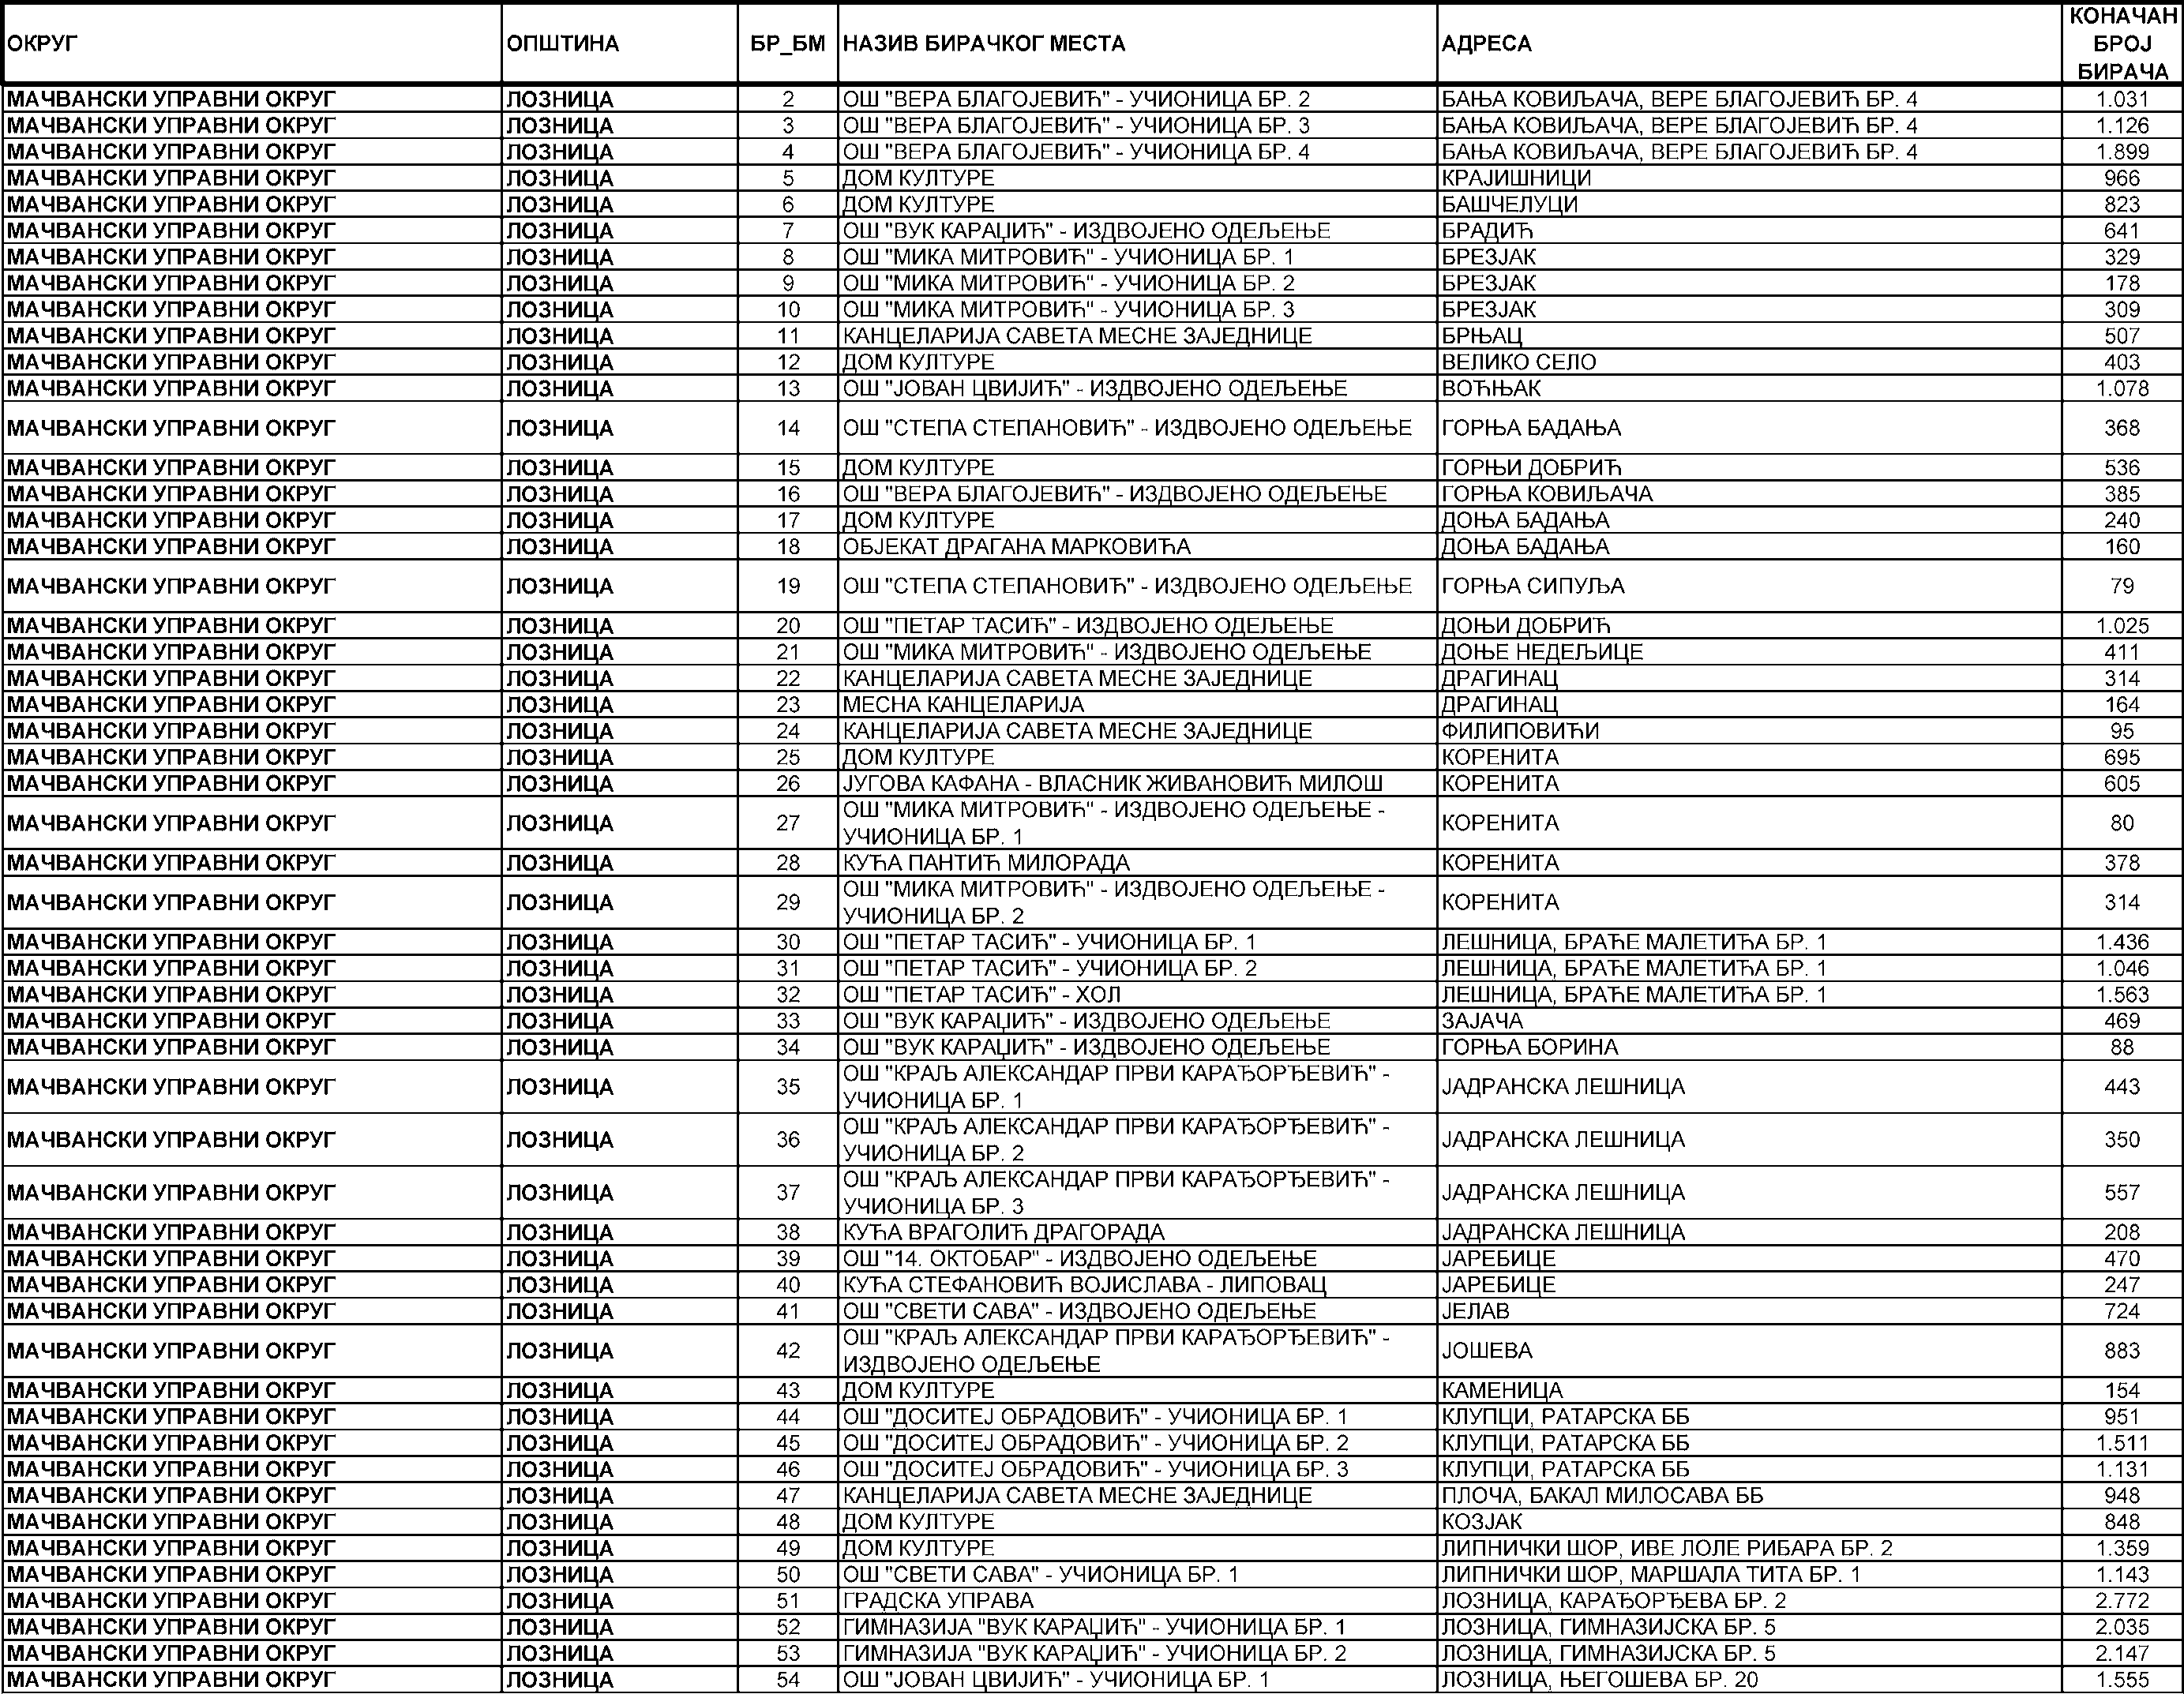 ОКРУГ ОПШТИНА БР_БМ НАЗИВ БИРАЧКОГ МЕСТА АДРЕСА КОНАЧАН
БРОЈ
БИРАЧА
МАЧВАНСКИ УПРАВНИ ОКРУГ ЛОЗНИЦА 2 ОШ "ВЕРА БЛАГОЈЕВИЋ" - УЧИОНИЦА БР. 2 БАЊА КОВИЉАЧА, ВЕРЕ БЛАГОЈЕВИЋ БР. 4 1.031
МАЧВАНСКИ УПРАВНИ ОКРУГ ЛОЗНИЦА 3 ОШ "ВЕРА БЛАГОЈЕВИЋ" - УЧИОНИЦА БР. 3 БАЊА КОВИЉАЧА, ВЕРЕ БЛАГОЈЕВИЋ БР. 4 1.126
МАЧВАНСКИ УПРАВНИ ОКРУГ ЛОЗНИЦА 4 ОШ "ВЕРА БЛАГОЈЕВИЋ" - УЧИОНИЦА БР. 4 БАЊА КОВИЉАЧА, ВЕРЕ БЛАГОЈЕВИЋ БР. 4 1.899
МАЧВАНСКИ УПРАВНИ ОКРУГ ЛОЗНИЦА 5 ДОМ КУЛТУРЕ КРАЈИШНИЦИ 966
МАЧВАНСКИ УПРАВНИ ОКРУГ ЛОЗНИЦА 6 ДОМ КУЛТУРЕ БАШЧЕЛУЦИ 823
МАЧВАНСКИ УПРАВНИ ОКРУГ ЛОЗНИЦА 7 ОШ "ВУК КАРАЏИЋ" - ИЗДВОЈЕНО ОДЕЉЕЊЕ БРАДИЋ 641
МАЧВАНСКИ УПРАВНИ ОКРУГ ЛОЗНИЦА 8 ОШ "МИКА МИТРОВИЋ" - УЧИОНИЦА БР. 1 БРЕЗЈАК 329
МАЧВАНСКИ УПРАВНИ ОКРУГ ЛОЗНИЦА 9 ОШ "МИКА МИТРОВИЋ" - УЧИОНИЦА БР. 2 БРЕЗЈАК 178
МАЧВАНСКИ УПРАВНИ ОКРУГ ЛОЗНИЦА 10 ОШ "МИКА МИТРОВИЋ" - УЧИОНИЦА БР. 3 БРЕЗЈАК 309
МАЧВАНСКИ УПРАВНИ ОКРУГ ЛОЗНИЦА 11 КАНЦЕЛАРИЈА САВЕТА МЕСНЕ ЗАЈЕДНИЦЕ БРЊАЦ 507
МАЧВАНСКИ УПРАВНИ ОКРУГ ЛОЗНИЦА 12 ДОМ КУЛТУРЕ ВЕЛИКО СЕЛО 403
МАЧВАНСКИ УПРАВНИ ОКРУГ ЛОЗНИЦА 13 ОШ "ЈОВАН ЦВИЈИЋ" - ИЗДВОЈЕНО ОДЕЉЕЊЕ ВОЋЊАК 1.078
МАЧВАНСКИ УПРАВНИ ОКРУГ ЛОЗНИЦА 14 ОШ "СТЕПА СТЕПАНОВИЋ" - ИЗДВОЈЕНО ОДЕЉЕЊЕ ГОРЊА БАДАЊА 368
МАЧВАНСКИ УПРАВНИ ОКРУГ ЛОЗНИЦА 15 ДОМ КУЛТУРЕ ГОРЊИ ДОБРИЋ 536
МАЧВАНСКИ УПРАВНИ ОКРУГ ЛОЗНИЦА 16 ОШ "ВЕРА БЛАГОЈЕВИЋ" - ИЗДВОЈЕНО ОДЕЉЕЊЕ ГОРЊА КОВИЉАЧА 385
МАЧВАНСКИ УПРАВНИ ОКРУГ ЛОЗНИЦА 17 ДОМ КУЛТУРЕ ДОЊА БАДАЊА 240
МАЧВАНСКИ УПРАВНИ ОКРУГ ЛОЗНИЦА 18 ОБЈЕКАТ ДРАГАНА МАРКОВИЋА ДОЊА БАДАЊА 160
МАЧВАНСКИ УПРАВНИ ОКРУГ ЛОЗНИЦА 19 ОШ "СТЕПА СТЕПАНОВИЋ" - ИЗДВОЈЕНО ОДЕЉЕЊЕ ГОРЊА СИПУЉА 79
МАЧВАНСКИ УПРАВНИ ОКРУГ ЛОЗНИЦА 20 ОШ "ПЕТАР ТАСИЋ" - ИЗДВОЈЕНО ОДЕЉЕЊЕ ДОЊИ ДОБРИЋ 1.025
МАЧВАНСКИ УПРАВНИ ОКРУГ ЛОЗНИЦА 21 ОШ "МИКА МИТРОВИЋ" - ИЗДВОЈЕНО ОДЕЉЕЊЕ ДОЊЕ НЕДЕЉИЦЕ 411
МАЧВАНСКИ УПРАВНИ ОКРУГ ЛОЗНИЦА 22 КАНЦЕЛАРИЈА САВЕТА МЕСНЕ ЗАЈЕДНИЦЕ ДРАГИНАЦ 314
МАЧВАНСКИ УПРАВНИ ОКРУГ ЛОЗНИЦА 23 МЕСНА КАНЦЕЛАРИЈА ДРАГИНАЦ 164
МАЧВАНСКИ УПРАВНИ ОКРУГ ЛОЗНИЦА 24 КАНЦЕЛАРИЈА САВЕТА МЕСНЕ ЗАЈЕДНИЦЕ ФИЛИПОВИЋИ 95
МАЧВАНСКИ УПРАВНИ ОКРУГ ЛОЗНИЦА 25 ДОМ КУЛТУРЕ КОРЕНИТА 695
МАЧВАНСКИ УПРАВНИ ОКРУГ ЛОЗНИЦА 26 ЈУГОВА КАФАНА - ВЛАСНИК ЖИВАНОВИЋ МИЛОШ КОРЕНИТА 605
МАЧВАНСКИ УПРАВНИ ОКРУГ ЛОЗНИЦА 27 ОШ "МИКА МИТРОВИЋ" - ИЗДВОЈЕНО ОДЕЉЕЊЕ -
УЧИОНИЦА БР. 1 КОРЕНИТА 80
МАЧВАНСКИ УПРАВНИ ОКРУГ ЛОЗНИЦА 28 КУЋА ПАНТИЋ МИЛОРАДА КОРЕНИТА 378
МАЧВАНСКИ УПРАВНИ ОКРУГ ЛОЗНИЦА 29 ОШ "МИКА МИТРОВИЋ" - ИЗДВОЈЕНО ОДЕЉЕЊЕ -
УЧИОНИЦА БР. 2 КОРЕНИТА 314
МАЧВАНСКИ УПРАВНИ ОКРУГ ЛОЗНИЦА 30 ОШ "ПЕТАР ТАСИЋ" - УЧИОНИЦА БР. 1 ЛЕШНИЦА, БРАЋЕ МАЛЕТИЋА БР. 1 1.436
МАЧВАНСКИ УПРАВНИ ОКРУГ ЛОЗНИЦА 31 ОШ "ПЕТАР ТАСИЋ" - УЧИОНИЦА БР. 2 ЛЕШНИЦА, БРАЋЕ МАЛЕТИЋА БР. 1 1.046
МАЧВАНСКИ УПРАВНИ ОКРУГ ЛОЗНИЦА 32 ОШ "ПЕТАР ТАСИЋ" - ХОЛ ЛЕШНИЦА, БРАЋЕ МАЛЕТИЋА БР. 1 1.563
МАЧВАНСКИ УПРАВНИ ОКРУГ ЛОЗНИЦА 33 ОШ "ВУК КАРАЏИЋ" - ИЗДВОЈЕНО ОДЕЉЕЊЕ ЗАЈАЧА 469
МАЧВАНСКИ УПРАВНИ ОКРУГ ЛОЗНИЦА 34 ОШ "ВУК КАРАЏИЋ" - ИЗДВОЈЕНО ОДЕЉЕЊЕ ГОРЊА БОРИНА 88
МАЧВАНСКИ УПРАВНИ ОКРУГ ЛОЗНИЦА 35 ОШ "КРАЉ АЛЕКСАНДАР ПРВИ КАРАЂОРЂЕВИЋ" -
УЧИОНИЦА БР. 1 ЈАДРАНСКА ЛЕШНИЦА 443
МАЧВАНСКИ УПРАВНИ ОКРУГ ЛОЗНИЦА 36 ОШ "КРАЉ АЛЕКСАНДАР ПРВИ КАРАЂОРЂЕВИЋ" -
УЧИОНИЦА БР. 2 ЈАДРАНСКА ЛЕШНИЦА 350
МАЧВАНСКИ УПРАВНИ ОКРУГ ЛОЗНИЦА 37 ОШ "КРАЉ АЛЕКСАНДАР ПРВИ КАРАЂОРЂЕВИЋ" -
УЧИОНИЦА БР. 3 ЈАДРАНСКА ЛЕШНИЦА 557
МАЧВАНСКИ УПРАВНИ ОКРУГ ЛОЗНИЦА 38 КУЋА ВРАГОЛИЋ ДРАГОРАДА ЈАДРАНСКА ЛЕШНИЦА 208
МАЧВАНСКИ УПРАВНИ ОКРУГ ЛОЗНИЦА 39 ОШ "14. ОКТОБАР" - ИЗДВОЈЕНО ОДЕЉЕЊЕ ЈАРЕБИЦЕ 470
МАЧВАНСКИ УПРАВНИ ОКРУГ ЛОЗНИЦА 40 КУЋА СТЕФАНОВИЋ ВОЈИСЛАВА - ЛИПОВАЦ ЈАРЕБИЦЕ 247
МАЧВАНСКИ УПРАВНИ ОКРУГ ЛОЗНИЦА 41 ОШ "СВЕТИ САВА" - ИЗДВОЈЕНО ОДЕЉЕЊЕ ЈЕЛАВ 724
МАЧВАНСКИ УПРАВНИ ОКРУГ ЛОЗНИЦА 42 ОШ "КРАЉ АЛЕКСАНДАР ПРВИ КАРАЂОРЂЕВИЋ" -
ИЗДВОЈЕНО ОДЕЉЕЊЕ ЈОШЕВА 883
МАЧВАНСКИ УПРАВНИ ОКРУГ ЛОЗНИЦА 43 ДОМ КУЛТУРЕ КАМЕНИЦА 154
МАЧВАНСКИ УПРАВНИ ОКРУГ ЛОЗНИЦА 44 ОШ "ДОСИТЕЈ ОБРАДОВИЋ" - УЧИОНИЦА БР. 1 КЛУПЦИ, РАТАРСКА ББ 951
МАЧВАНСКИ УПРАВНИ ОКРУГ ЛОЗНИЦА 45 ОШ "ДОСИТЕЈ ОБРАДОВИЋ" - УЧИОНИЦА БР. 2 КЛУПЦИ, РАТАРСКА ББ 1.511
МАЧВАНСКИ УПРАВНИ ОКРУГ ЛОЗНИЦА 46 ОШ "ДОСИТЕЈ ОБРАДОВИЋ" - УЧИОНИЦА БР. 3 КЛУПЦИ, РАТАРСКА ББ 1.131
МАЧВАНСКИ УПРАВНИ ОКРУГ ЛОЗНИЦА 47 КАНЦЕЛАРИЈА САВЕТА МЕСНЕ ЗАЈЕДНИЦЕ ПЛОЧА, БАКАЛ МИЛОСАВА ББ 948
МАЧВАНСКИ УПРАВНИ ОКРУГ ЛОЗНИЦА 48 ДОМ КУЛТУРЕ КОЗЈАК 848
МАЧВАНСКИ УПРАВНИ ОКРУГ ЛОЗНИЦА 49 ДОМ КУЛТУРЕ ЛИПНИЧКИ ШОР, ИВЕ ЛОЛЕ РИБАРА БР. 2 1.359
МАЧВАНСКИ УПРАВНИ ОКРУГ ЛОЗНИЦА 50 ОШ "СВЕТИ САВА" - УЧИОНИЦА БР. 1 ЛИПНИЧКИ ШОР, МАРШАЛА ТИТА БР. 1 1.143
МАЧВАНСКИ УПРАВНИ ОКРУГ ЛОЗНИЦА 51 ГРАДСКА УПРАВА ЛОЗНИЦА, КАРАЂОРЂЕВА БР. 2 2.772
МАЧВАНСКИ УПРАВНИ ОКРУГ ЛОЗНИЦА 52 ГИМНАЗИЈА "ВУК КАРАЏИЋ" - УЧИОНИЦА БР. 1 ЛОЗНИЦА, ГИМНАЗИЈСКА БР. 5 2.035
МАЧВАНСКИ УПРАВНИ ОКРУГ ЛОЗНИЦА 53 ГИМНАЗИЈА "ВУК КАРАЏИЋ" - УЧИОНИЦА БР. 2 ЛОЗНИЦА, ГИМНАЗИЈСКА БР. 5 2.147
МАЧВАНСКИ УПРАВНИ ОКРУГ ЛОЗНИЦА 54 ОШ "ЈОВАН ЦВИЈИЋ" - УЧИОНИЦА БР. 1 ЛОЗНИЦА, ЊЕГОШЕВА БР. 20 1.555